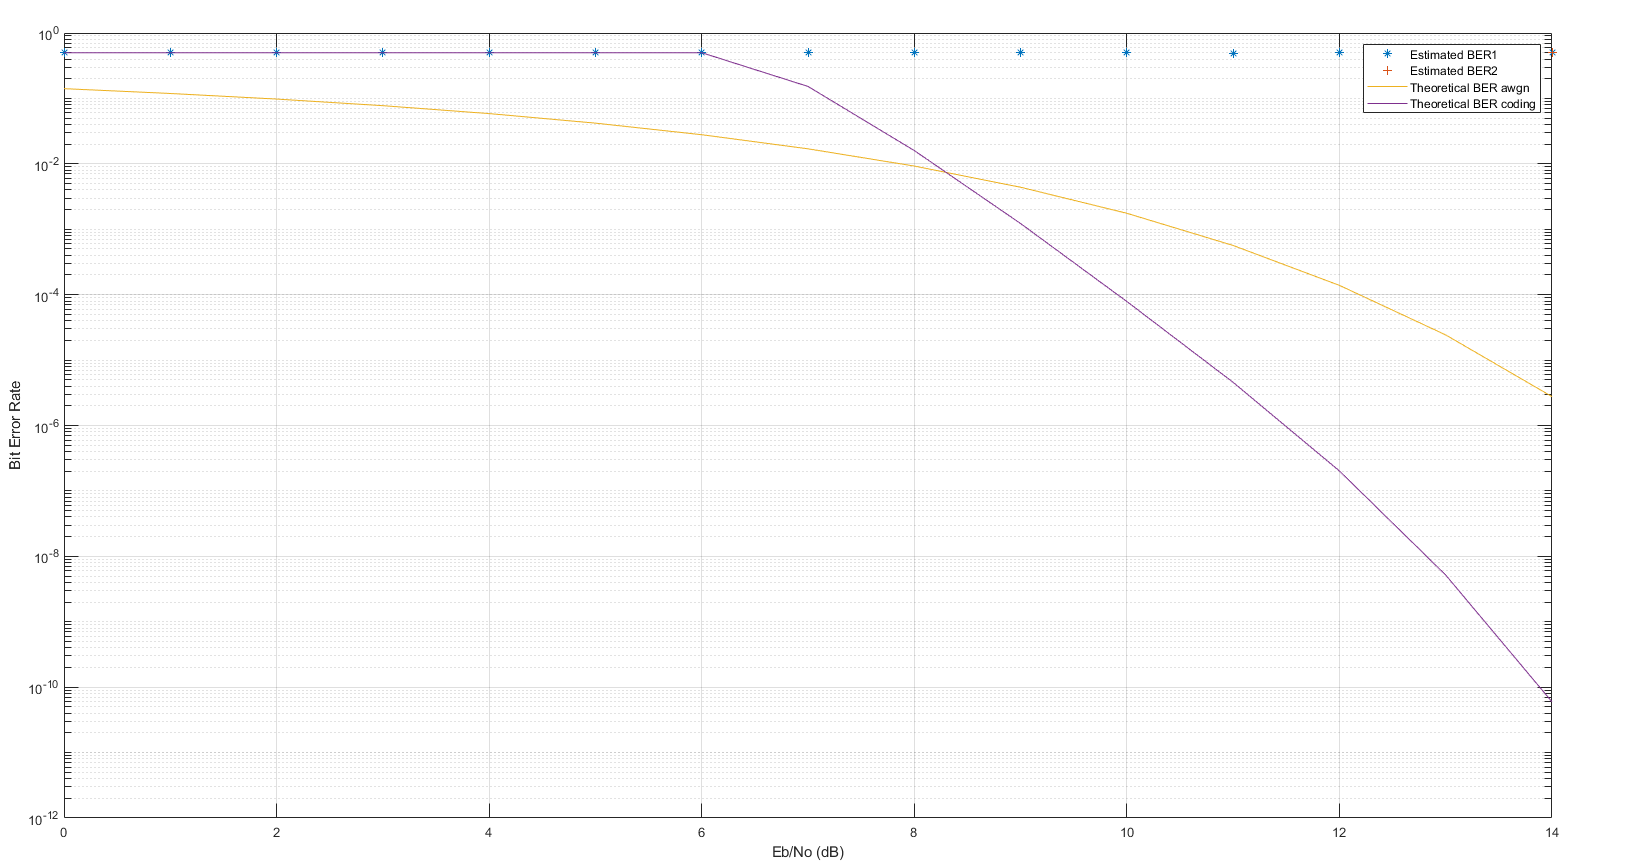 10^0
10^-2
10^-4
10^-6
10^-8
10^-10
10^-12
Bit Error Rate
0 2 4 6 8 10 12 14
Eb/No (dB)
Estimated BER1
Estimated BER2
Theoretical BER awgn
Theoretical BER coding